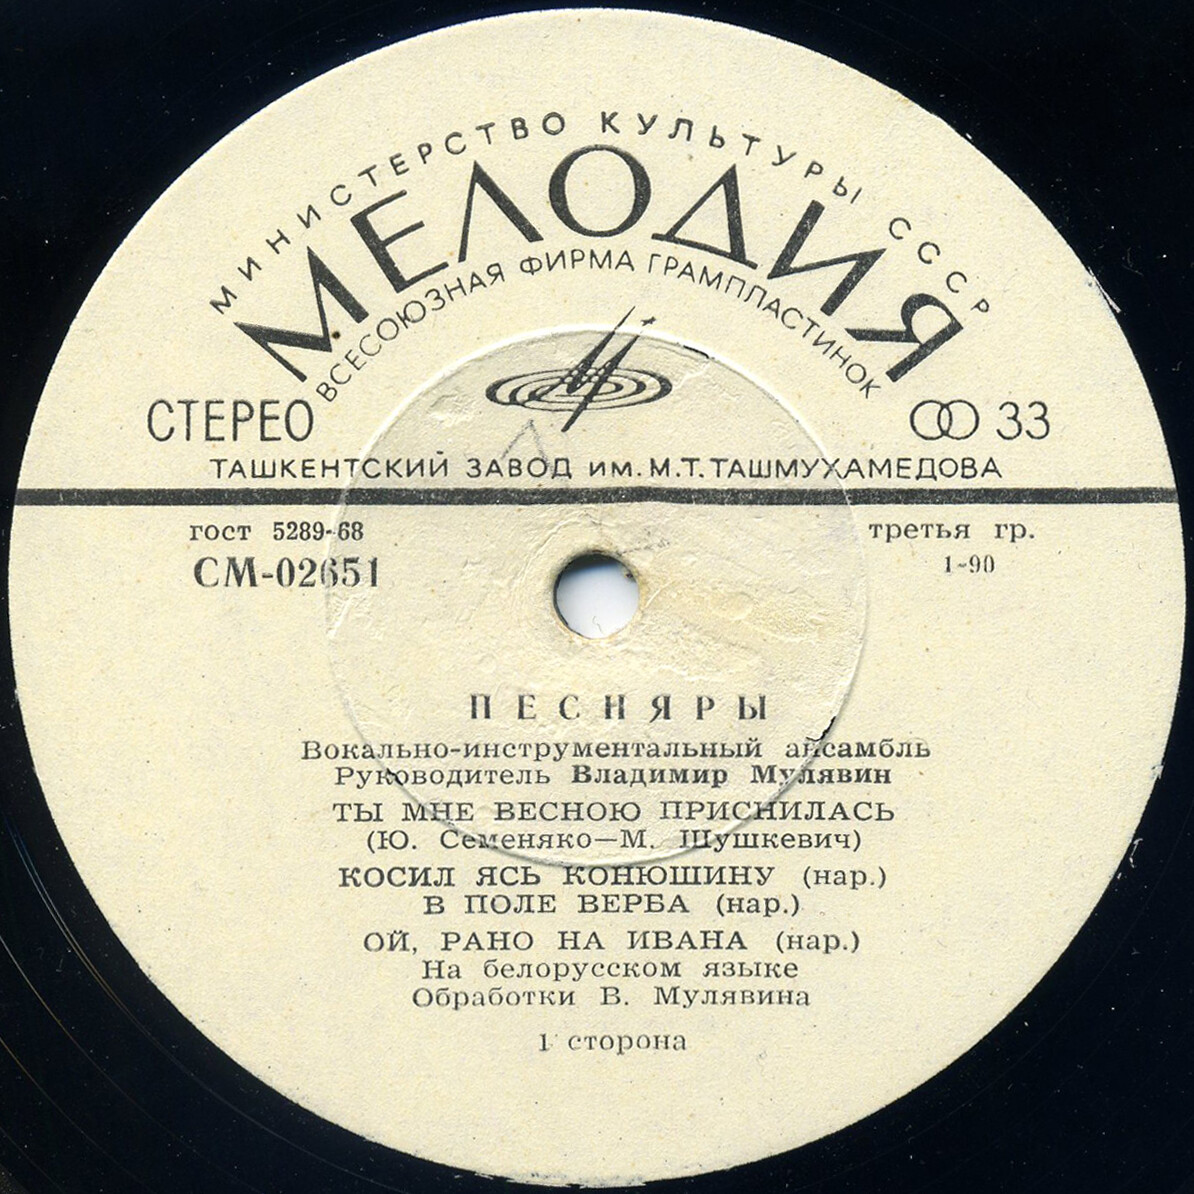 МИНИСТЕРСТВО КУЛЬТУРЫ СССР
МЕЛОДИЯ
ВСЕСОЮЗНАЯ ФИРМА ГРАМПЛАСТИНОК
СТЕРЕО
33
ТАШКЕНТСКИЙ ЗАВОД им. М.Т. ТАШМУХАМЕДОВА
гост 5289-68
третья гр.
СМ-02651
1-90
ПЕСНЯРЫ
Вокально-инструментальный ансамбль
Руководитель Владимир Мулявин
ТЫ МНЕ ВЕСНОЮ ПРИСНИЛАСЬ
(Ю. Семеняко—М. Шушкевич)
КОСИЛ ЯСЬ КОНЮШИНУ (нар.)
В ПОЛЕ ВЕРБА (нар.)
ОЙ, РАНО НА ИВАНА (нар.)
На белорусском языке
Обработки В. Мулявина
1 сторона